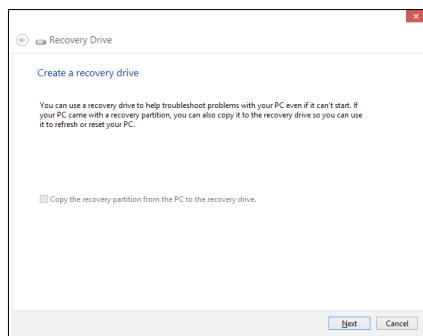 Recovery Drive
Create a recovery drive
You can use a recovery drive to help troubleshoot problems with your PC even if it can't start. If
your PC came with a recovery partition, you can also copy it to the recovery drive so you can use
it to refresh or reset your PC.
Copy the recovery partition from the PC to the recovery drive.
Next Cancel